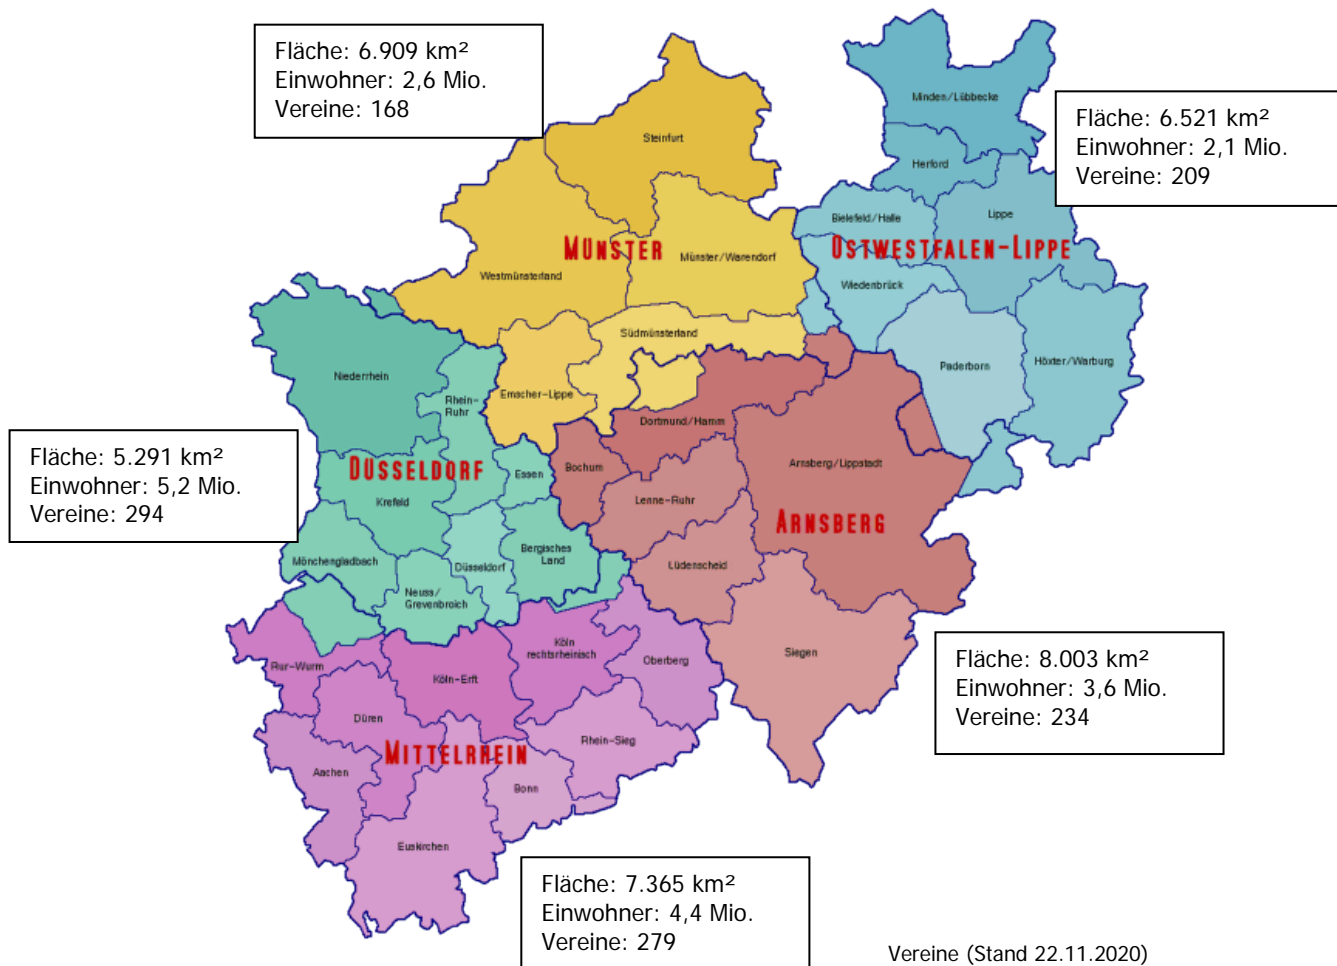 Fläche: 6.909 km²
Einwohner: 2,6 Mio.
Vereine: 168
Minden/Lübbecke
Fläche: 6.521 km²
Einwohner: 2,1 Mio.
Vereine: 209
Steinfurt
Herford
Bielefeld/Halle
Lippe
MÜNSTER
OSTWESTFALEN-LIPPE
Münster/Warendorf
Westmünsterland
Wiedenbrück
Südmünsterland
Paderborn
Höxter/Warburg
Niederrhein
Rhein-
Ruhr
Emscher-Lippe
Dortmund/Hamm
Fläche: 5.291 km²
Einwohner: 5,2 Mio.
Vereine: 294
DÜSSELDORF
Essen
Bochum
Arnsberg/Lippstadt
Krefeld
Lenne-Ruhr
ARNSBERG
Mönchengladbach
Düsseldorf
Bergisches
Land
Lüdenscheid
Neuss/
Grevenbroich
Rur-Wurm
Köln-Erft
Köln
rechtsrheinisch
Oberberg
Siegen
Fläche: 8.003 km²
Einwohner: 3,6 Mio.
Vereine: 234
Düren
Rhein-Sieg
MITTELRHEIN
Aachen
Bonn
Euskirchen
Fläche: 7.365 km²
Einwohner: 4,4 Mio.
Vereine: 279
Vereine (Stand 22.11.2020)